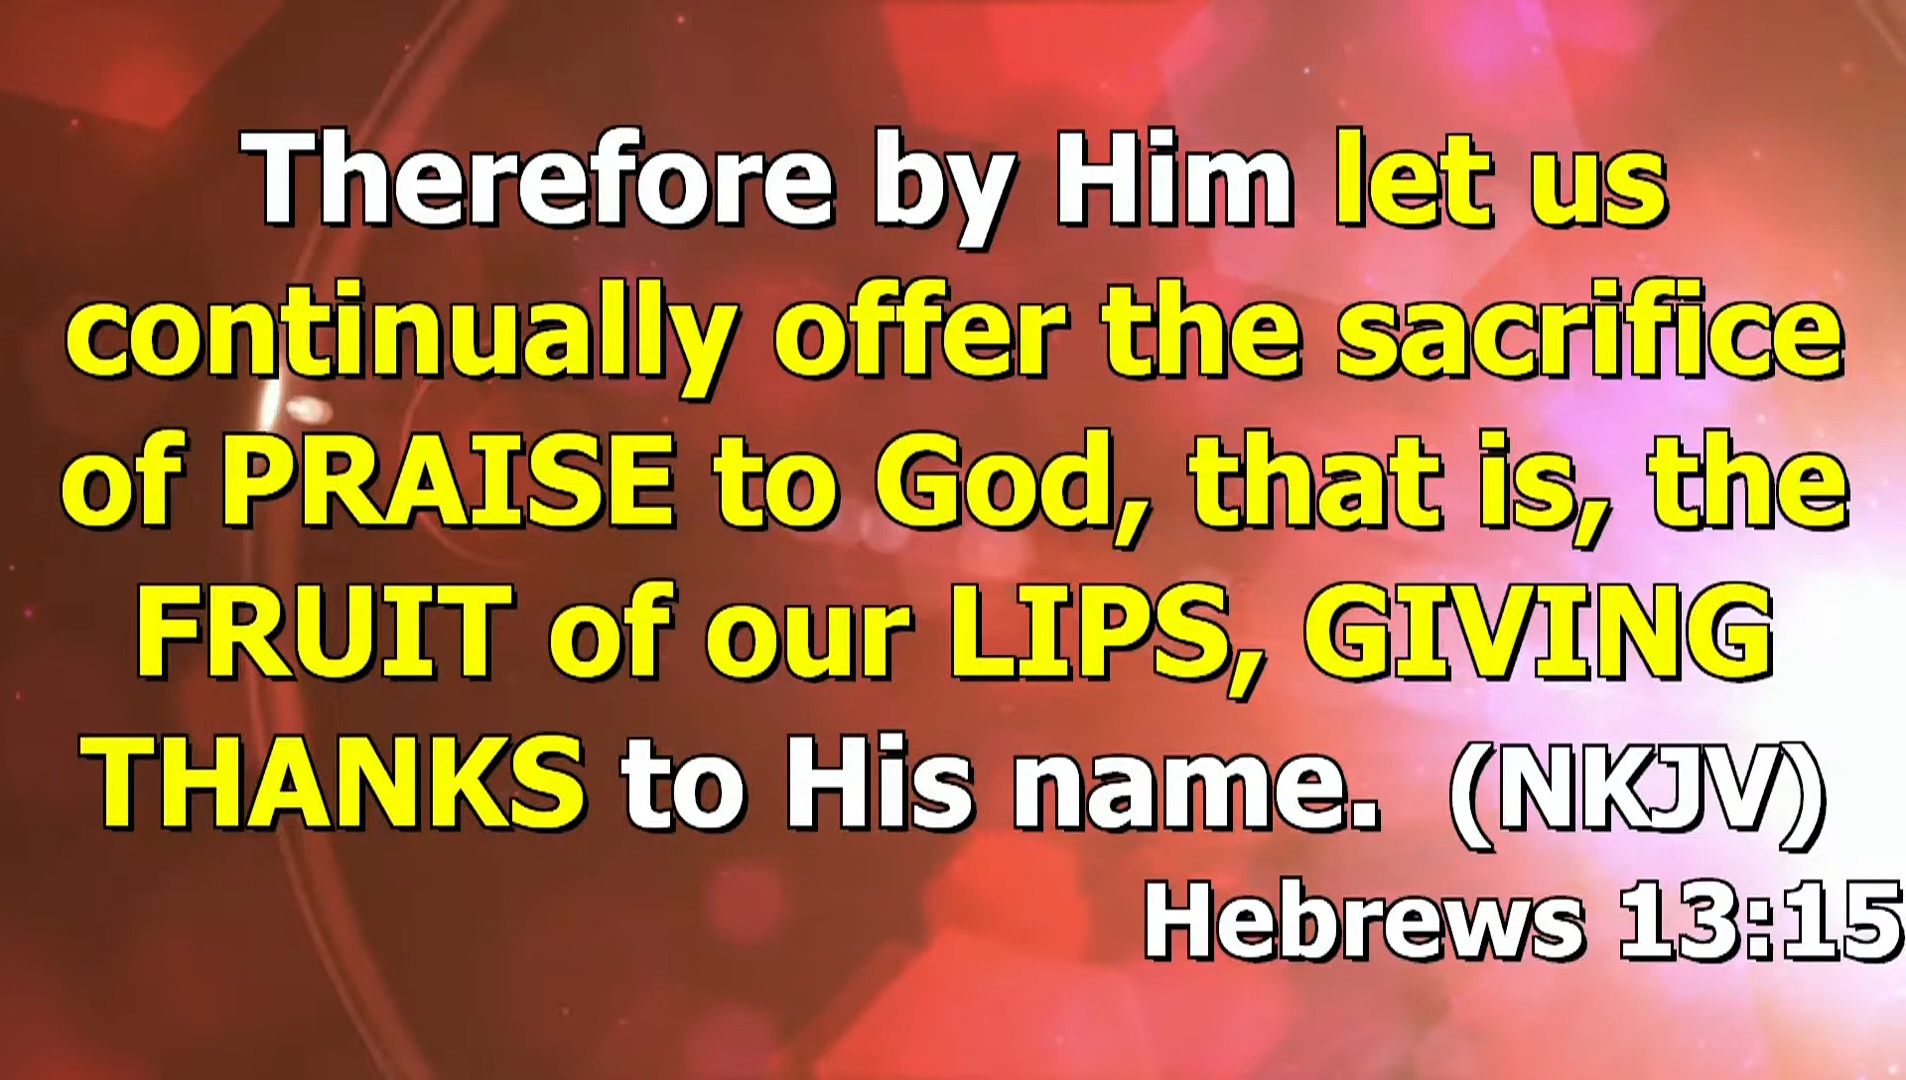 Therefore by Him let us
continually offer the sacrifice
of PRAISE to God, that is, the
FRUIT of our LIPS, GIVING
THANKS to His name. (NKJV)
Hebrews 13:15